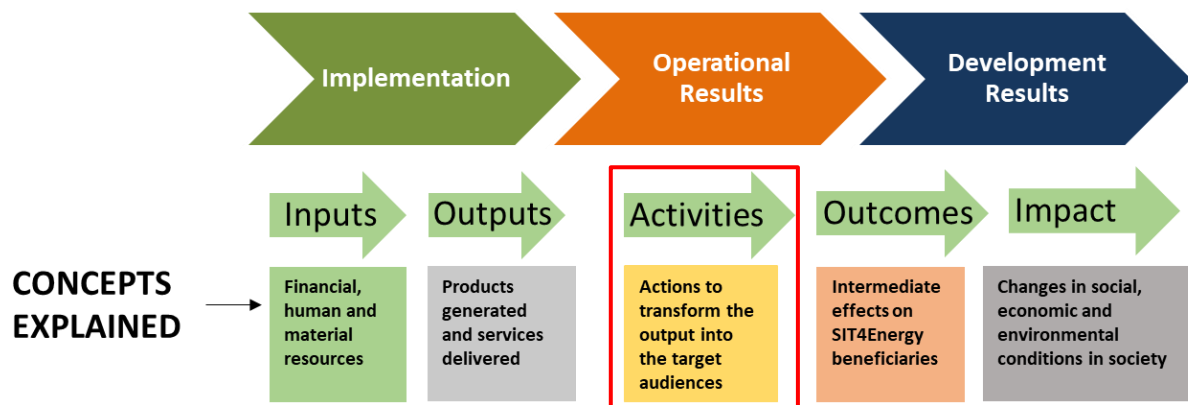 Implementation
Operational
Results
Development
Results
Inputs
Outputs
Activities
Outcomes
Impact
CONCEPTS
EXPLAINED
Financial,
human and
material
resources
Products
generated
and services
delivered
Actions to
transform the
output into
the target
audiences
Intermediate
effects on
SIT4Energy
beneficiaries
Changes in social,
economic and
environmental
conditions in society